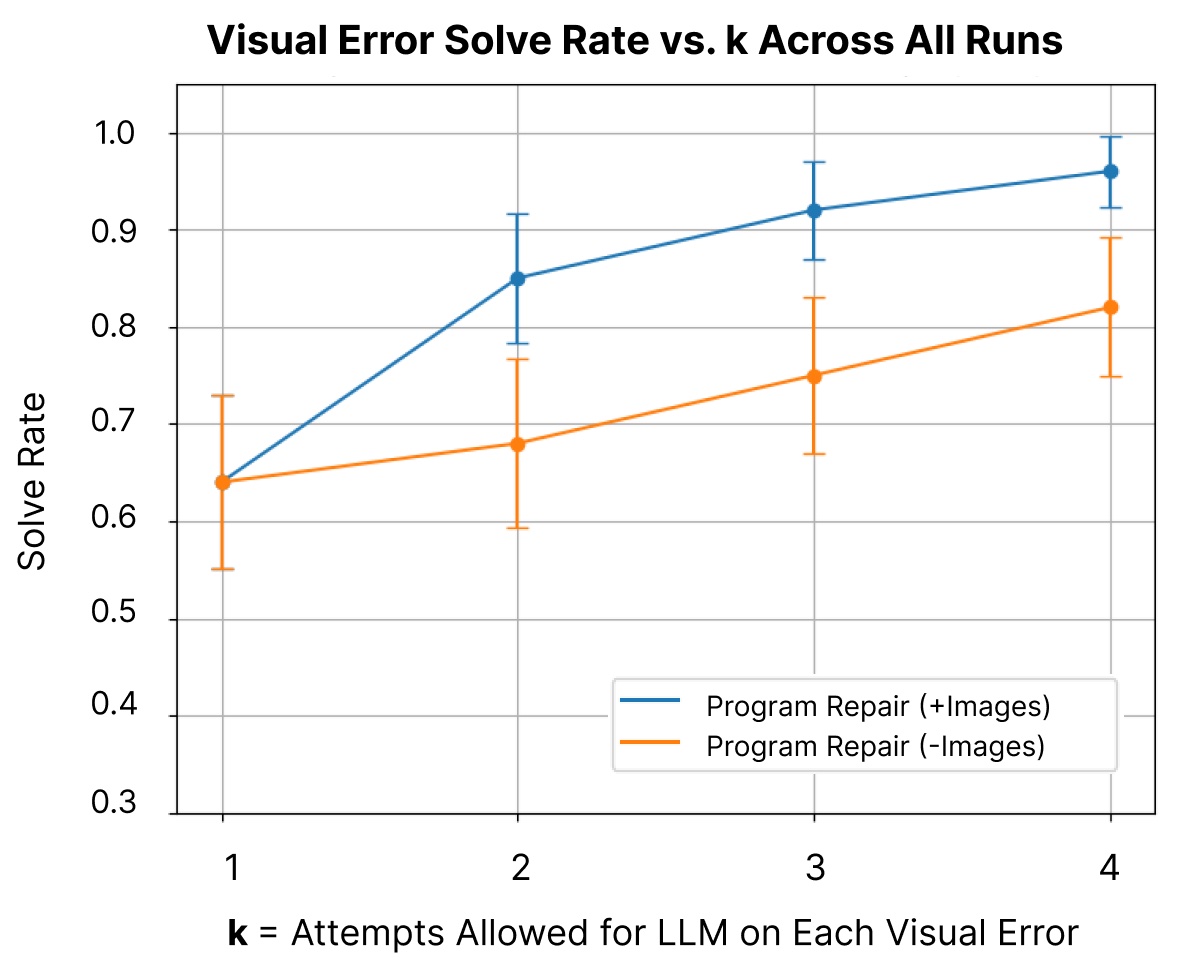 Visual Error Solve Rate vs. k Across All Runs
1.0
0.9
0.8
0.7
0.6
0.5
0.4
0.3
Solve Rate
Program Repair (+Images)
Program Repair (-Images)
1 2 3 4
k = Attempts Allowed for LLM on Each Visual Error